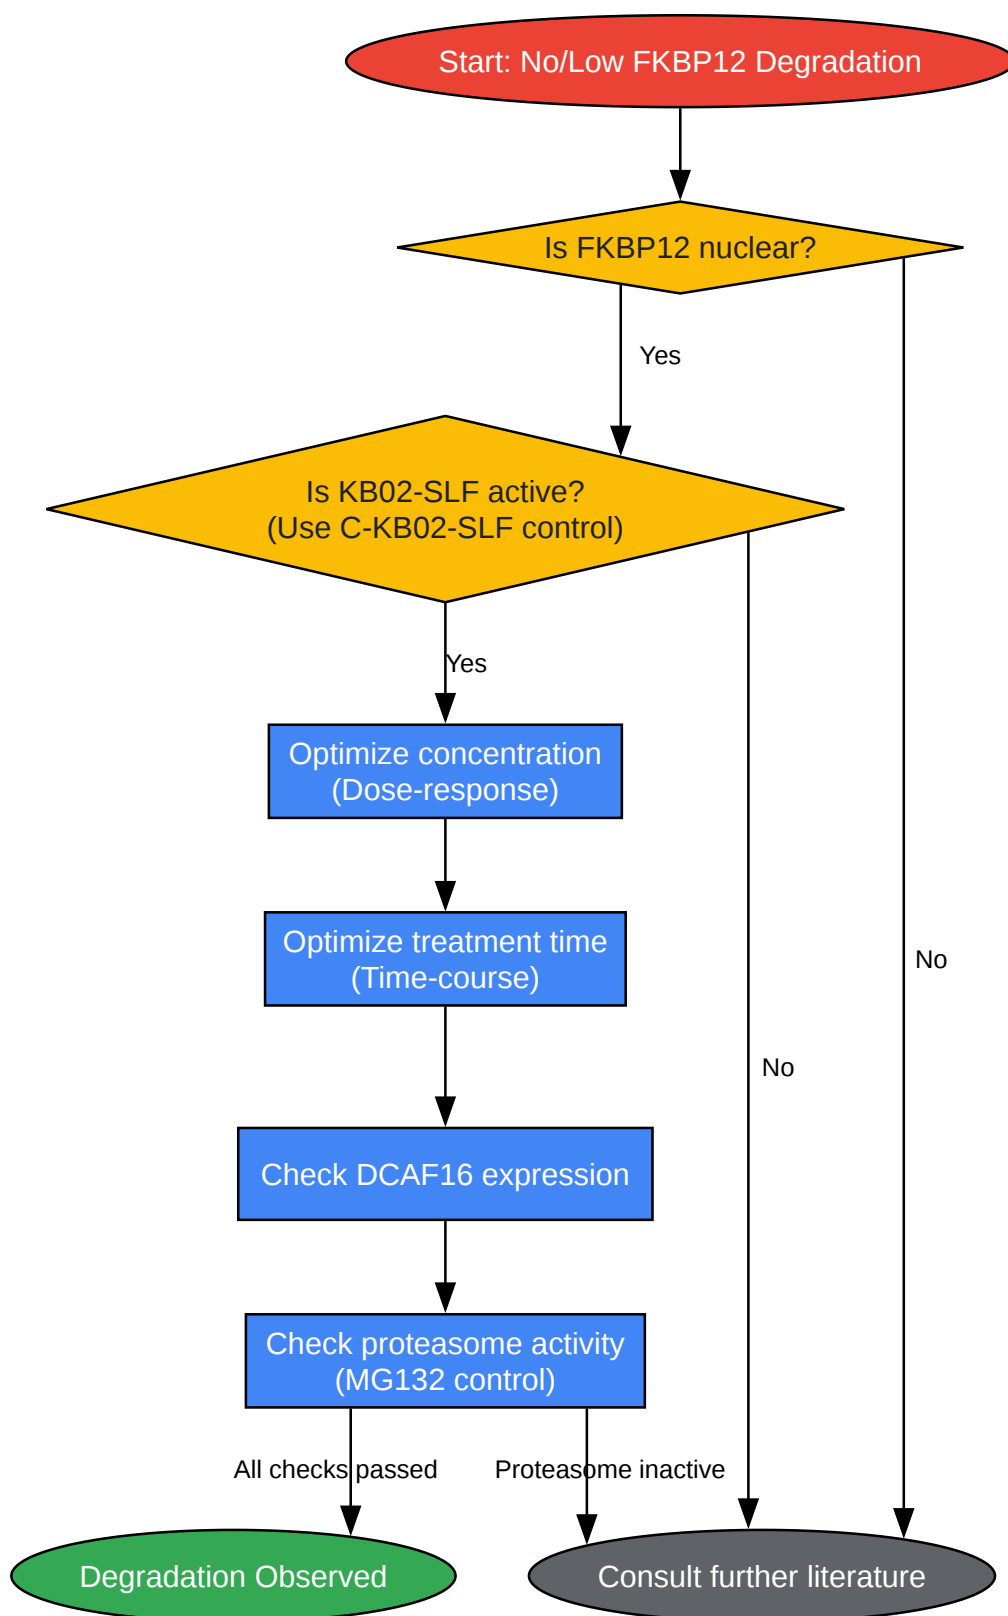 Start: No/Low FKBP12 Degradation
Is FKBP12 nuclear?
Yes
Is KB02-SLF active?
(Use C-KB02-SLF control)
Yes
Optimize concentration
(Dose-response)
Optimize treatment time
(Time-course)
No
No
Check DCAF16 expression
Check proteasome activity
(MG132 control)
All checks passed
Proteasome inactive
Degradation Observed
Consult further literature